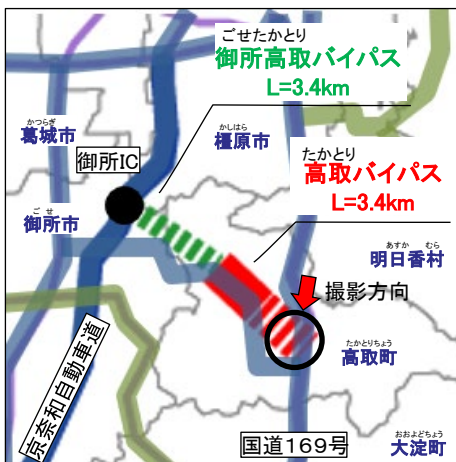 ごせたかとり
御所高取バイパス
L=3.4km
かつらぎ
葛城市
かしはら
橿原市
御所IC
たかとり
高取バイパス
L=3.4km
ごせ
御所市
あすか むら
明日香村
撮影方向
たかとりちょう
高取町
京奈和自動車道
国道169号
おおよどちょう
大淀町